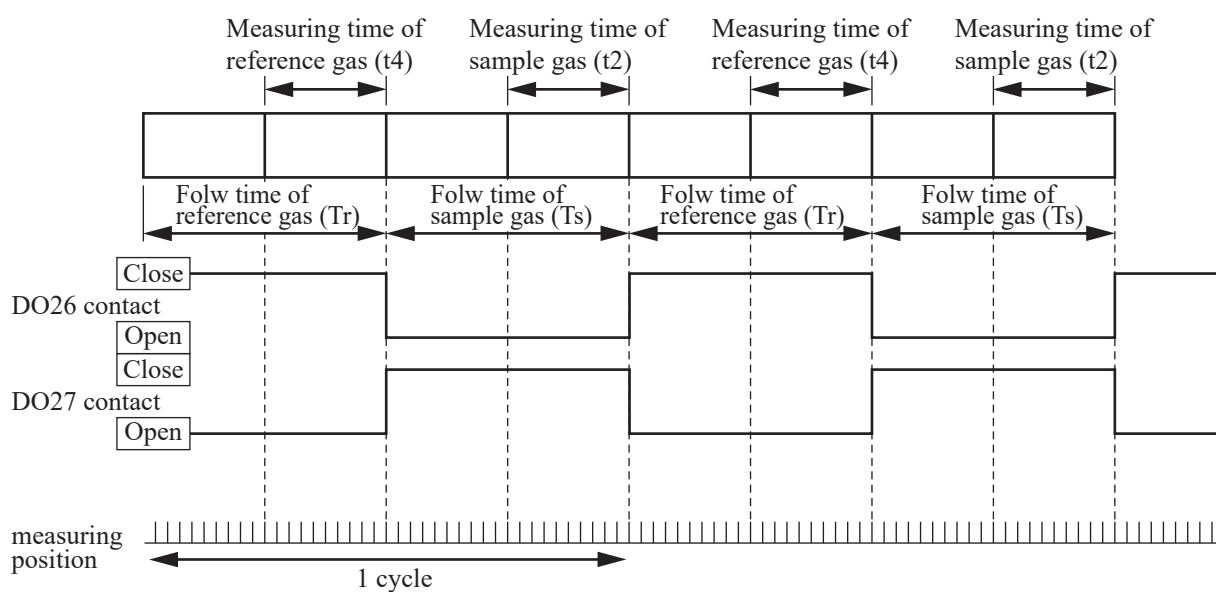 Measuring time of
reference gas (t4)
Measuring time of
sample gas (t2)
Measuring time of
reference gas (t4)
Measuring time of
sample gas (t2)
Folw time of
reference gas (Tr)
Folw time of
sample gas (Ts)
Folw time of
reference gas (Tr)
Folw time of
sample gas (Ts)
Close
DO26 contact
Open
Close
DO27 contact
Open
measuring
position
1 cycle